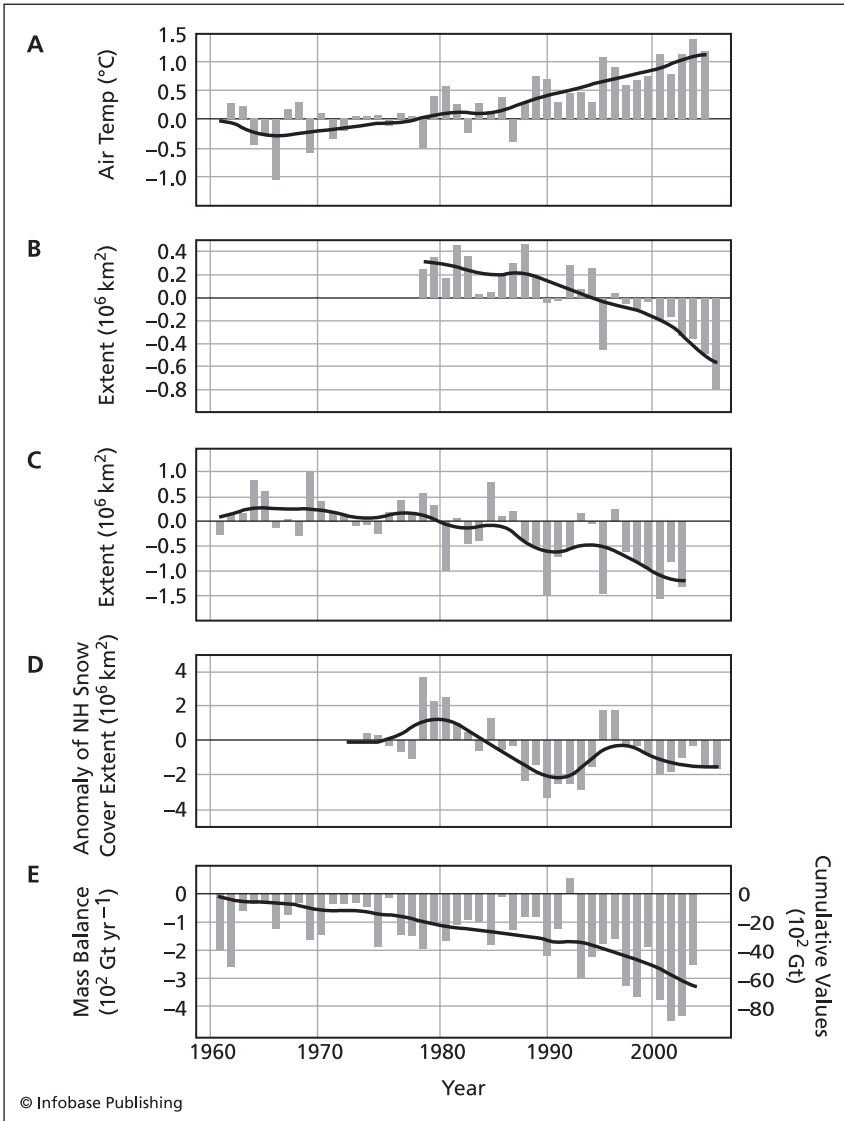 A
Air Temp (°C)
1.5
1.0
0.5
0.0
−0.5
−1.0
B
Extent (10⁶ km²)
0.4
0.2
0.0
−0.2
−0.4
−0.6
−0.8
C
Extent (10⁶ km²)
1.0
0.5
0.0
−0.5
−1.0
−1.5
D
Anomaly of NH Snow
Cover Extent (10⁶ km²)
4
2
0
−2
−4
E
Mass Balance
(10² Gt yr⁻¹)
0
−1
−2
−3
−4
0
−20
−40
−60
−80
Cumulative Values
(10² Gt)
1960 1970 1980 1990 2000
Year
© Infobase Publishing